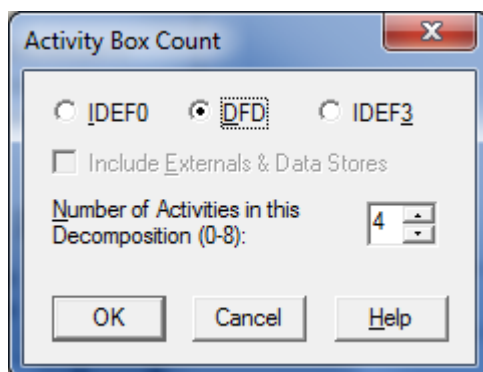 Activity Box Count
IDEF0 DFD IDEF3
Include Externals & Data Stores
Number of Activities in this
Decomposition (0-8):
4
OK Cancel Help